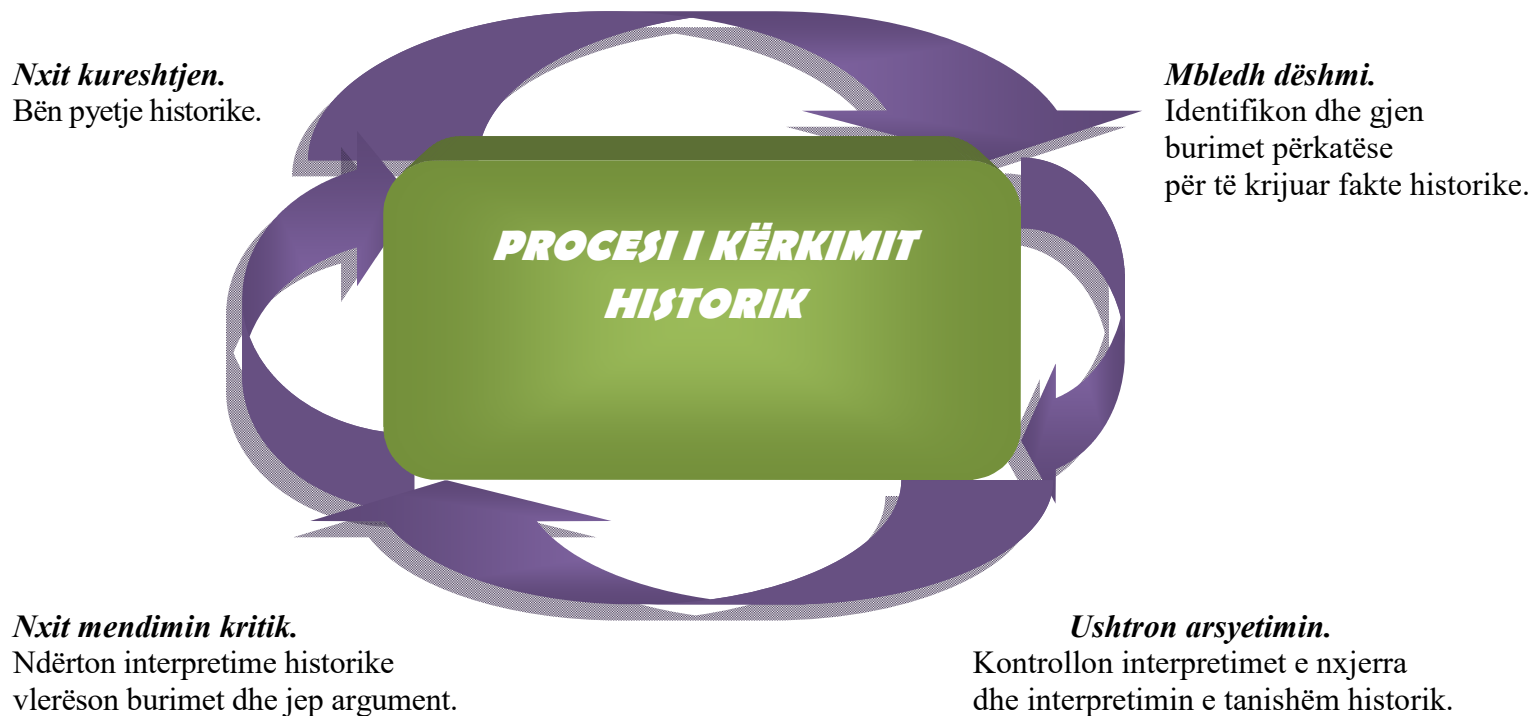 Nxit kureshtjen.
Bën pyetje historike.
Mbledh dëshmi.
Identifikon dhe gjen
burimet përkatëse
për të krijuar fakte historike.
PROCESI I KËRKIMIT
HISTORIK
Nxit mendimin kritik.
Ndërton interpretime historike
vlerëson burimet dhe jep argument.
Ushtron arsyetimin.
Kontrollon interpretimet e nxjerra
dhe interpretimin e tanishëm historik.